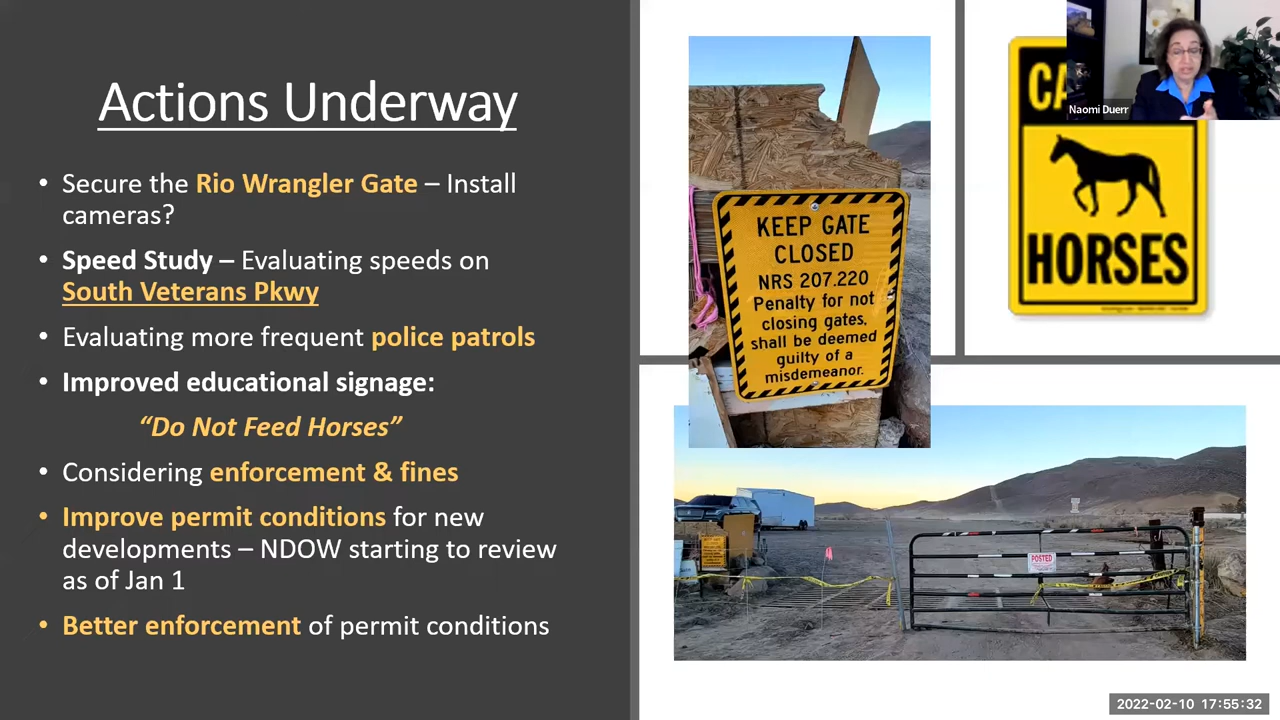 Actions Underway
• Secure the Rio Wrangler Gate – Install
cameras?
• Speed Study – Evaluating speeds on
South Veterans Pkwy
• Evaluating more frequent police patrols
• Improved educational signage:
“Do Not Feed Horses”
• Considering enforcement & fines
• Improve permit conditions for new
developments – NDOW starting to review
as of Jan 1
• Better enforcement of permit conditions
KEEP GATE
CLOSED
NRS 207.220
Penalty for not
closing gates,
shall be deemed
guilty of a
misdemeanor.
CA
HORSES
Naomi Duerr
POSTED
2022-02-10 17:55:32